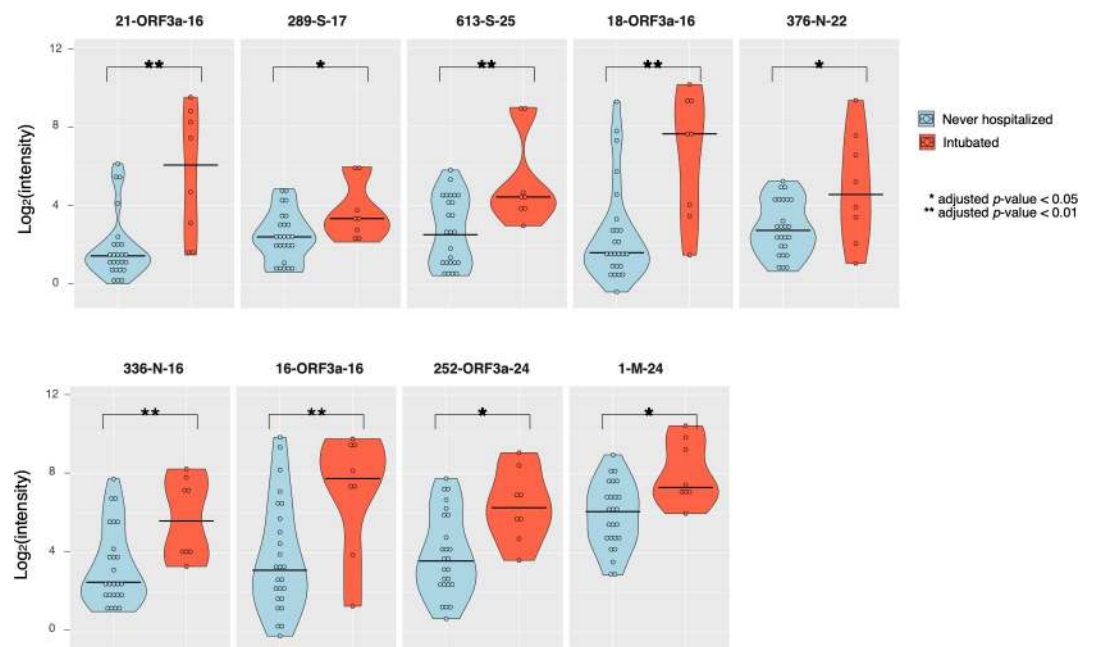 21-ORF3a-16 289-S-17 613-S-25 18-ORF3a-16 376-N-22
12
** * ** ** *
8
4
0
Log2(intensity)
Never hospitalized
Intubated
* adjusted p-value < 0.05
** adjusted p-value < 0.01
336-N-16 16-ORF3a-16 252-ORF3a-24 1-M-24
12
** ** * *
8
4
0
Log2(intensity)